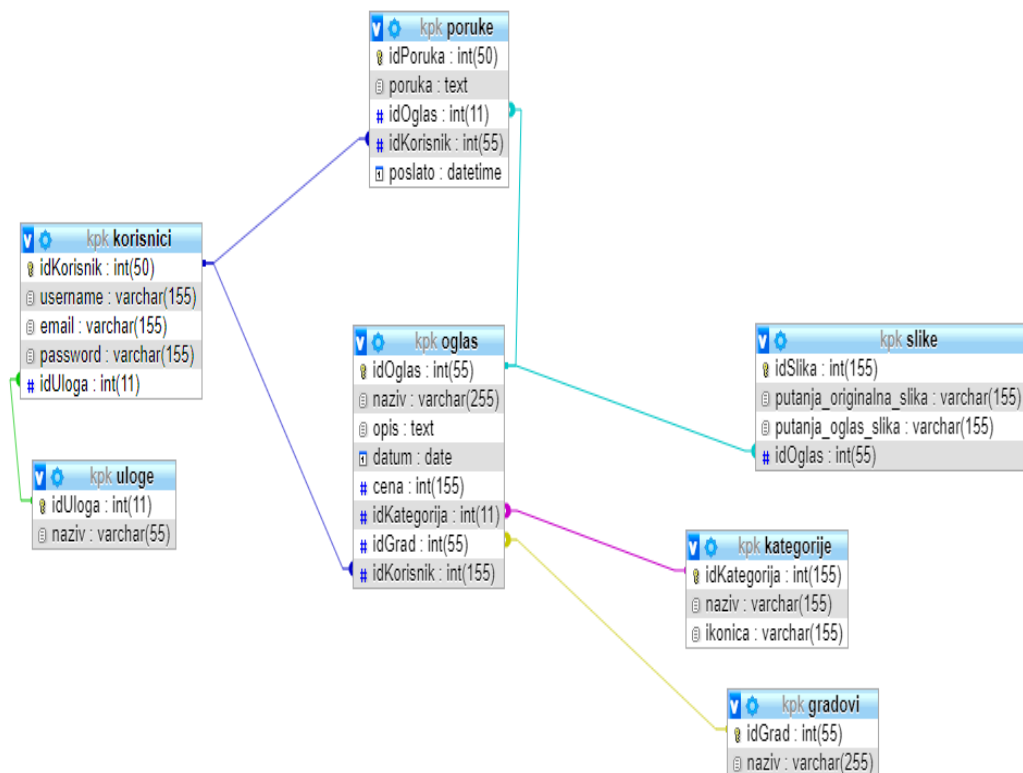 kpk poruke
idPoruka : int(50)
poruka : text
# idOglas : int(11)
# idKorisnik : int(55)
poslato : datetime
kpk korisnici
idKorisnik : int(50)
username : varchar(155)
email : varchar(155)
password : varchar(155)
# idUloga : int(11)
kpk uloge
idUloga : int(11)
naziv : varchar(55)
kpk oglas
idOglas : int(55)
naziv : varchar(255)
opis : text
datum : date
# cena : int(155)
# idKategorija : int(11)
# idGrad : int(55)
# idKorisnik : int(155)
kpk slike
idSlika : int(155)
putanja_originalna_slika : varchar(155)
putanja_oglas_slika : varchar(155)
# idOglas : int(55)
kpk kategorije
idKategorija : int(155)
naziv : varchar(155)
ikonica : varchar(155)
kpk gradovi
idGrad : int(55)
naziv : varchar(255)